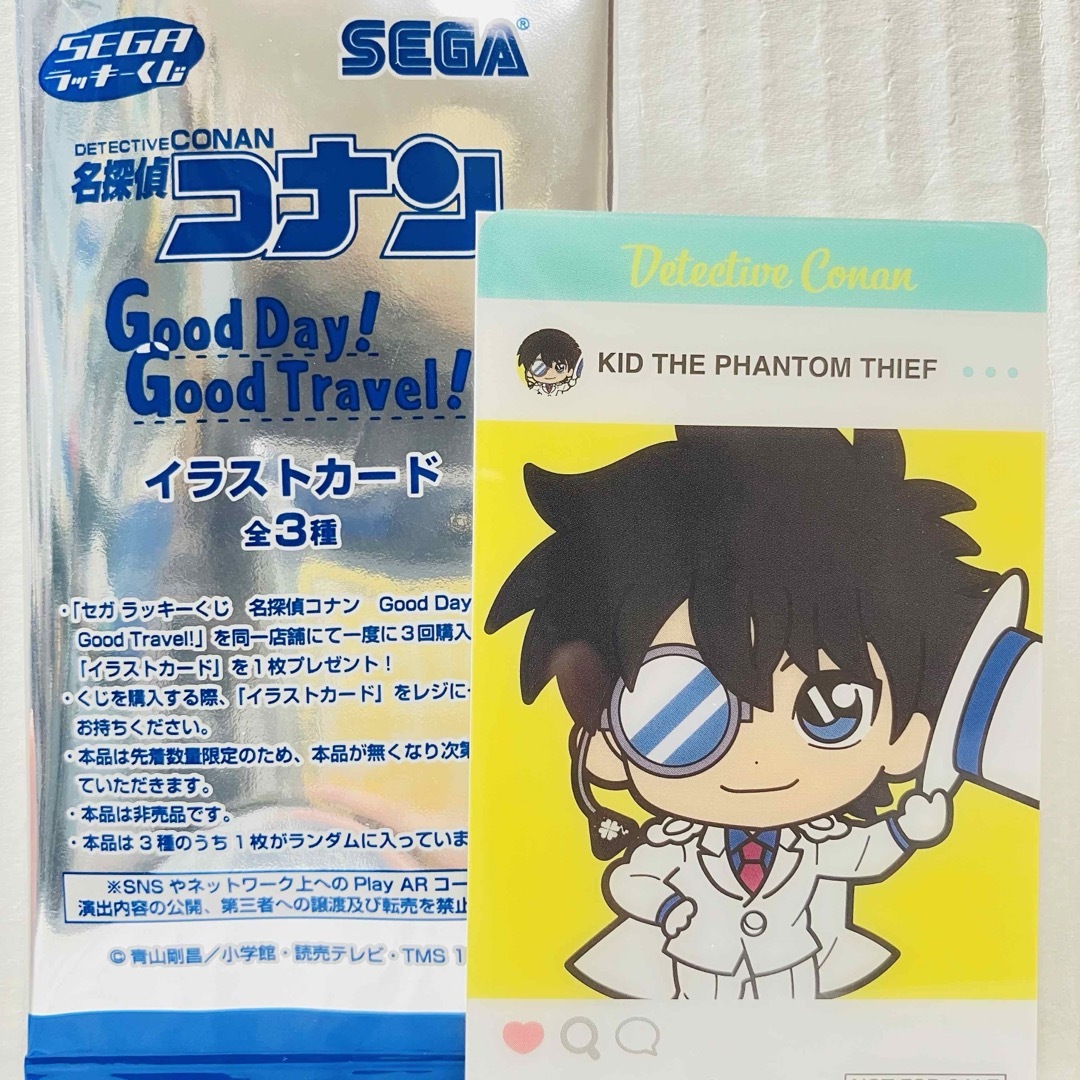 SEGA
ラッキーくじ
SEGA®
DETECTIVE CONAN
名探偵コナン
Good Day!
Good Travel!
イラストカード
全3種
・「セガ ラッキーくじ 名探偵コナン Good Day
Good Travel!」を同一店舗にて一度に3回購入
「イラストカード」を1枚プレゼント!
・くじを購入する際、「イラストカード」をレジに
お持ちください。
・本品は先着数量限定のため、本品が無くなり次第
ていただきます。
・本品は非売品です。
・本品は3種のうち1枚がランダムに入っていま
※SNSやネットワーク上へのPlay ARコー
演出内容の公開、第三者への譲渡及び転売を禁止
©青山剛昌/小学館・読売テレビ・TMS 1
Detective Conan
KID THE PHANTOM THIEF